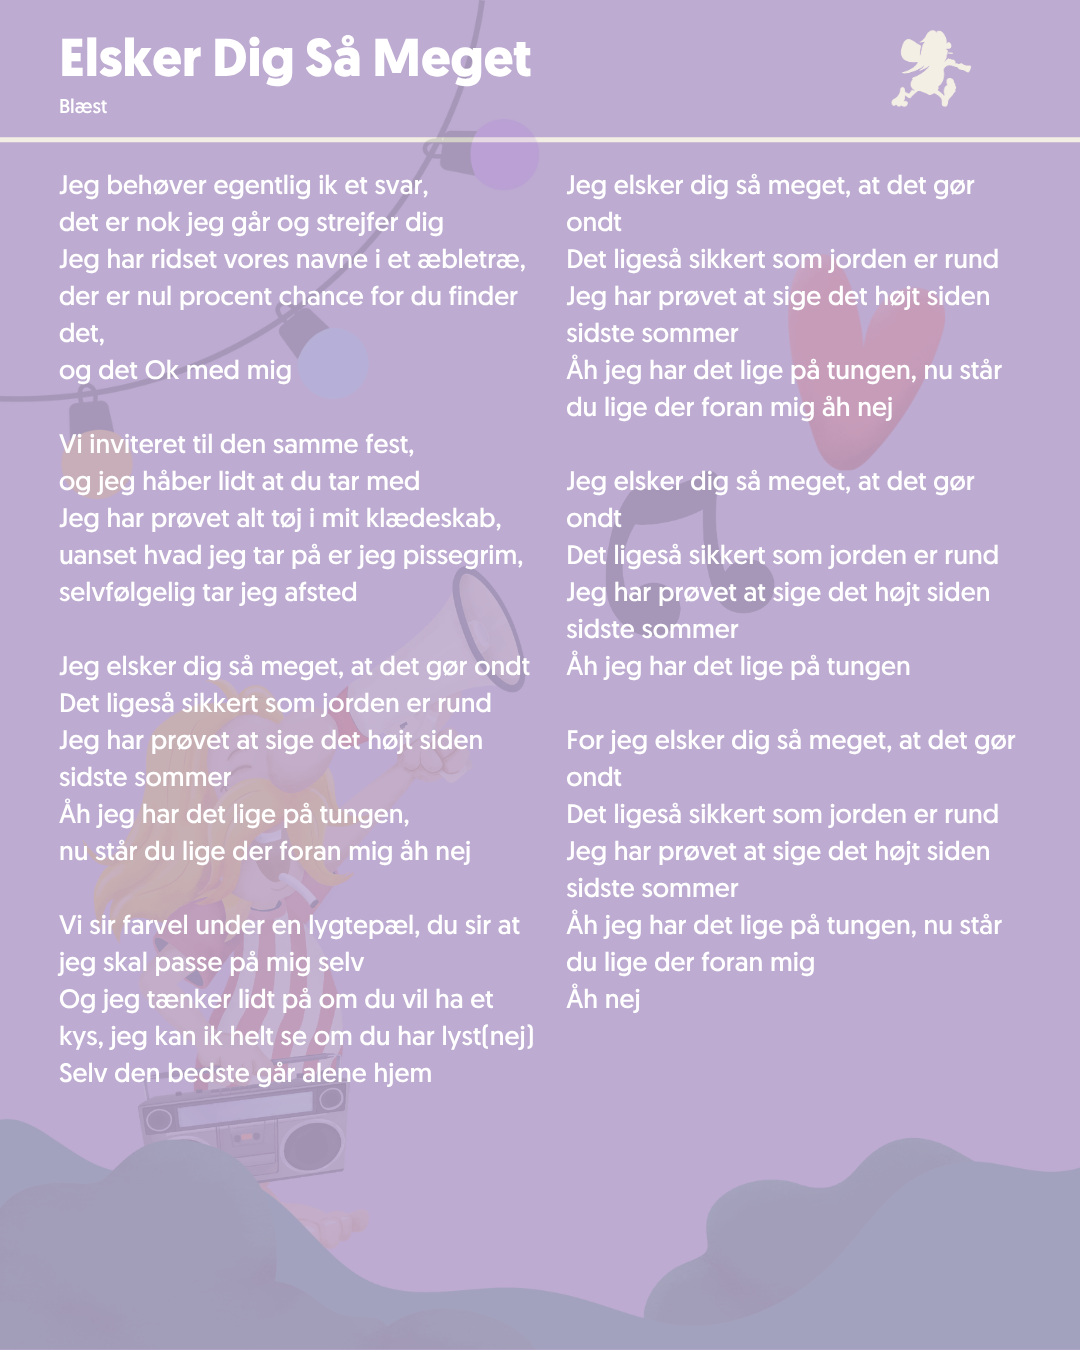 Elsker Dig Så Meget
Blæst
Jeg behøver egentlig ik et svar,
det er nok jeg går og strejfer dig
Jeg har ridset vores navne i et æbletræ,
der er nul procent chance for du finder
det,
og det Ok med mig
Vi inviteret til den samme fest,
og jeg håber lidt at du tar med
Jeg har prøvet alt tøj i mit klædeskab,
uanset hvad jeg tar på er jeg pissegrim,
selvfølgelig tar jeg afsted
Jeg elsker dig så meget, at det gør ondt
Det ligeså sikkert som jorden er rund
Jeg har prøvet at sige det højt siden
sidste sommer
Åh jeg har det lige på tungen,
nu står du lige der foran mig åh nej
Vi sir farvel under en lygtepæl, du sir at
jeg skal passe på mig selv
Og jeg tænker lidt på om du vil ha et
kys, jeg kan ik helt se om du har lyst(nej)
Selv den bedste går alene hjem
Jeg elsker dig så meget, at det gør
ondt
Det ligeså sikkert som jorden er rund
Jeg har prøvet at sige det højt siden
sidste sommer
Åh jeg har det lige på tungen, nu står
du lige der foran mig åh nej
Jeg elsker dig så meget, at det gør
ondt
Det ligeså sikkert som jorden er rund
Jeg har prøvet at sige det højt siden
sidste sommer
Åh jeg har det lige på tungen
For jeg elsker dig så meget, at det gør
ondt
Det ligeså sikkert som jorden er rund
Jeg har prøvet at sige det højt siden
sidste sommer
Åh jeg har det lige på tungen, nu står
du lige der foran mig
Åh nej